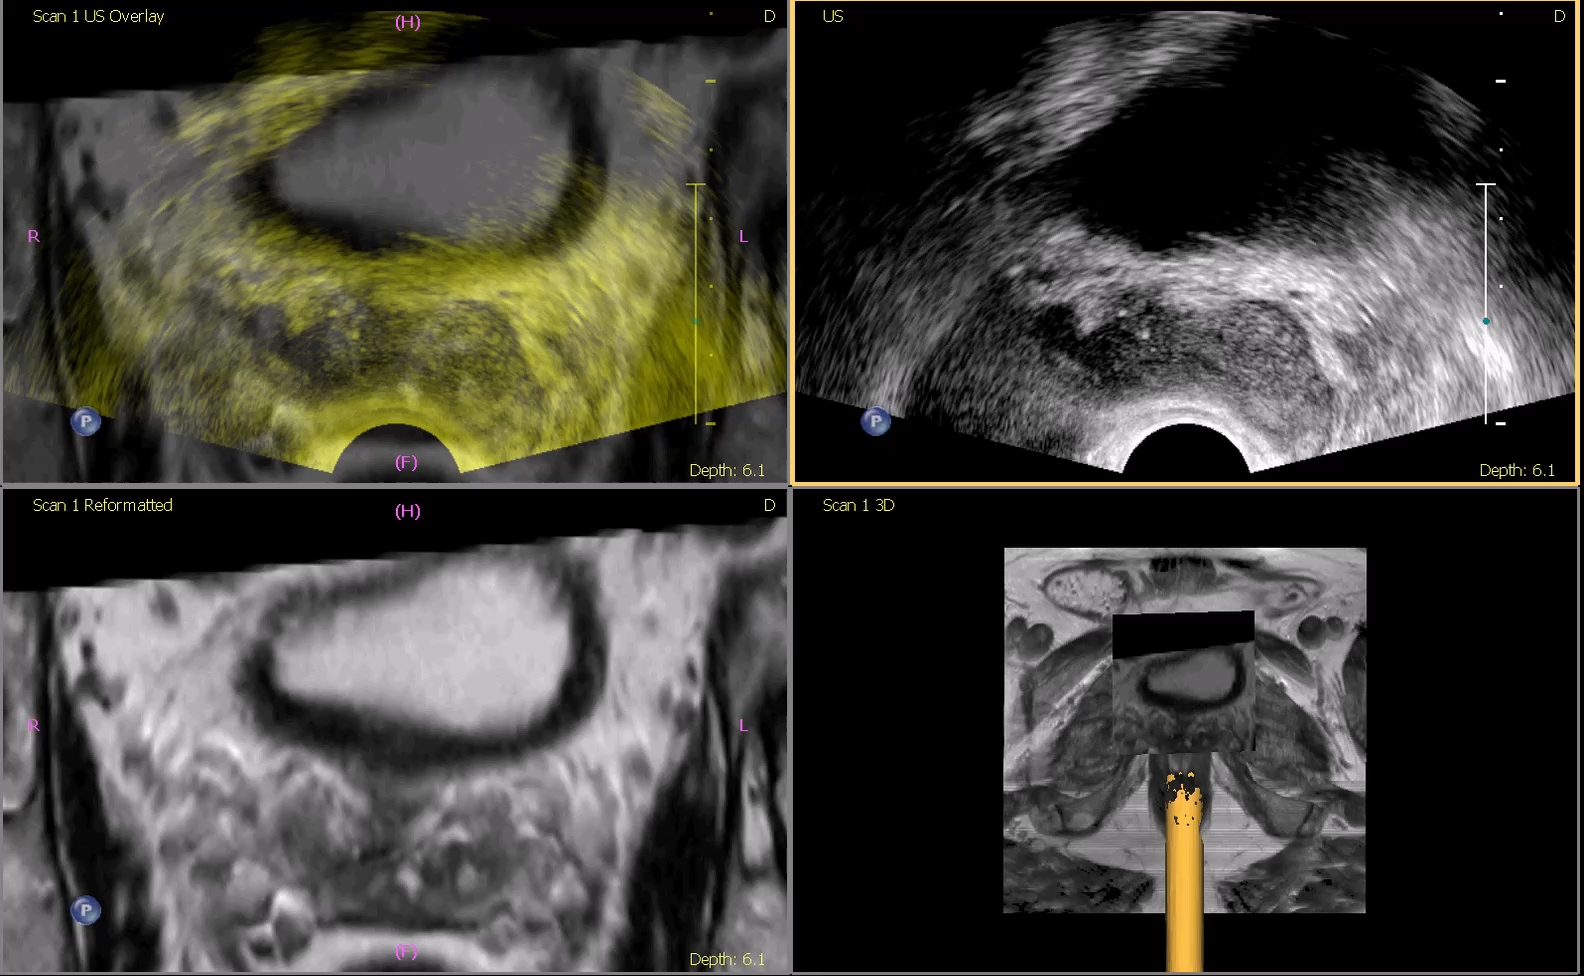 Scan 1 US Overlay
(H)
D
R
L
P
(F)
Depth: 6.1
US
D
P
Depth: 6.1
Scan 1 Reformatted
(H)
D
R
L
P
(F)
Depth: 6.1
Scan 1 3D